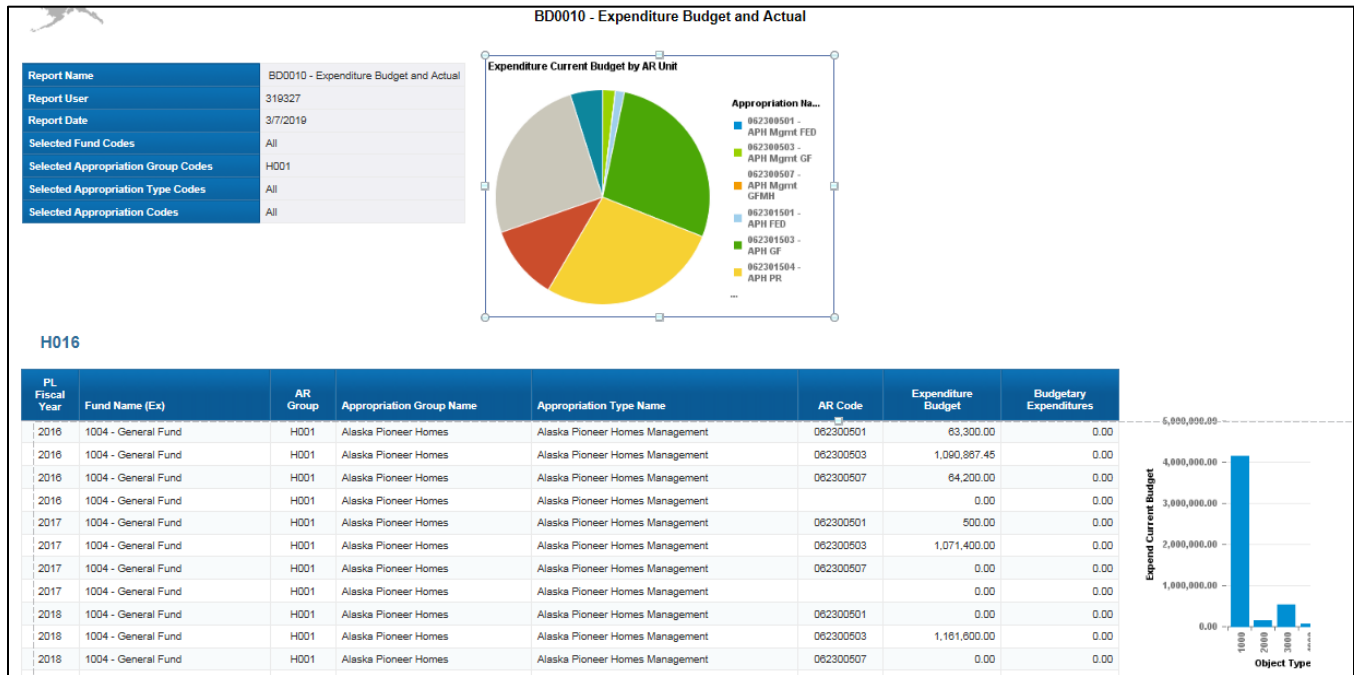 BD0010 - Expenditure Budget and Actual
Report Name BD0010 - Expenditure Budget and Actual
Report User 319327
Report Date 3/7/2019
Selected Fund Codes All
Selected Appropriation Group Codes H001
Selected Appropriation Type Codes All
Selected Appropriation Codes All
Expenditure Current Budget by AR Unit
Appropriation Na...
062300501 -
APH Mgmt FED
062300503 -
APH Mgmt GF
062300507 -
APH Mgmt
GFMH
062301501 -
APH FED
062301503 -
APH GF
062301504 -
APH PR
...
H016
PL
Fiscal
Year
Fund Name (Ex)
AR
Group
Appropriation Group Name
Appropriation Type Name
AR Code
Expenditure
Budget
Budgetary
Expenditures
2016 1004 - General Fund H001 Alaska Pioneer Homes Alaska Pioneer Homes Management 062300501 63,300.00 0.00
2016 1004 - General Fund H001 Alaska Pioneer Homes Alaska Pioneer Homes Management 062300503 1,090,867.45 0.00
2016 1004 - General Fund H001 Alaska Pioneer Homes Alaska Pioneer Homes Management 062300507 64,200.00 0.00
2016 1004 - General Fund H001 Alaska Pioneer Homes Alaska Pioneer Homes Management 0.00 0.00
2017 1004 - General Fund H001 Alaska Pioneer Homes Alaska Pioneer Homes Management 062300501 500.00 0.00
2017 1004 - General Fund H001 Alaska Pioneer Homes Alaska Pioneer Homes Management 062300503 1,071,400.00 0.00
2017 1004 - General Fund H001 Alaska Pioneer Homes Alaska Pioneer Homes Management 062300507 0.00 0.00
2017 1004 - General Fund H001 Alaska Pioneer Homes Alaska Pioneer Homes Management 0.00 0.00
2018 1004 - General Fund H001 Alaska Pioneer Homes Alaska Pioneer Homes Management 062300501 0.00 0.00
2018 1004 - General Fund H001 Alaska Pioneer Homes Alaska Pioneer Homes Management 062300503 1,161,600.00 0.00
2018 1004 - General Fund H001 Alaska Pioneer Homes Alaska Pioneer Homes Management 062300507 0.00 0.00
Expend Current Budget
5,000,000.00
4,000,000.00
3,000,000.00
2,000,000.00
1,000,000.00
0.00
1000
2000
3000
Object Type